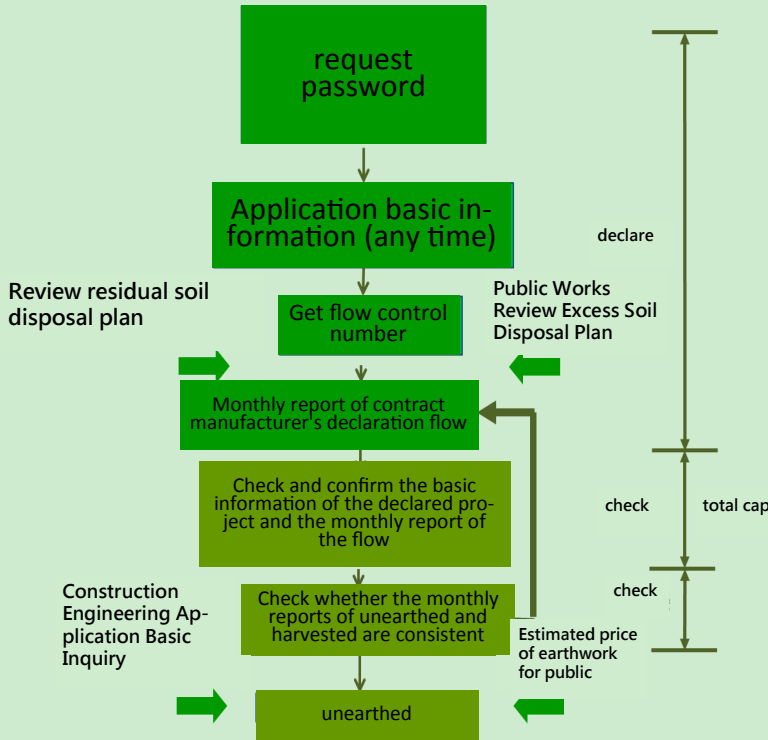 request
password
Application basic in-
formation (any time)
declare
Review residual soil
disposal plan
Get flow control
number
Public Works
Review Excess Soil
Disposal Plan
Monthly report of contract
manufacturer's declaration flow
Check and confirm the basic
information of the declared pro-
ject and the monthly report of
the flow
check
total cap
Construction
Engineering Ap-
plication Basic
Inquiry
Check whether the monthly
reports of unearthed and
harvested are consistent
check
Estimated price
of earthwork
for public
unearthed